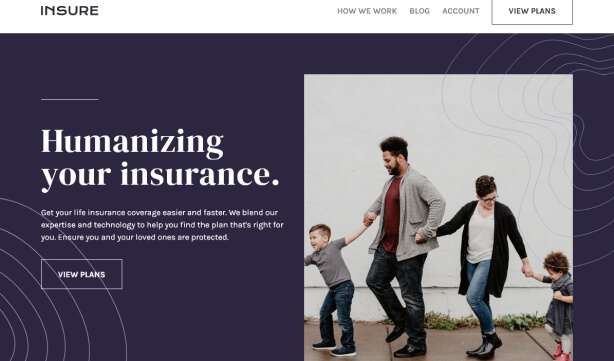 INSURE
HOW WE WORK BLOG ACCOUNT VIEW PLANS
Humanizing
your insurance.
Get your life insurance coverage easier and faster. We blend our
expertise and technology to help you find the plan that's right for
you. Ensure you and your loved ones are protected.
VIEW PLANS